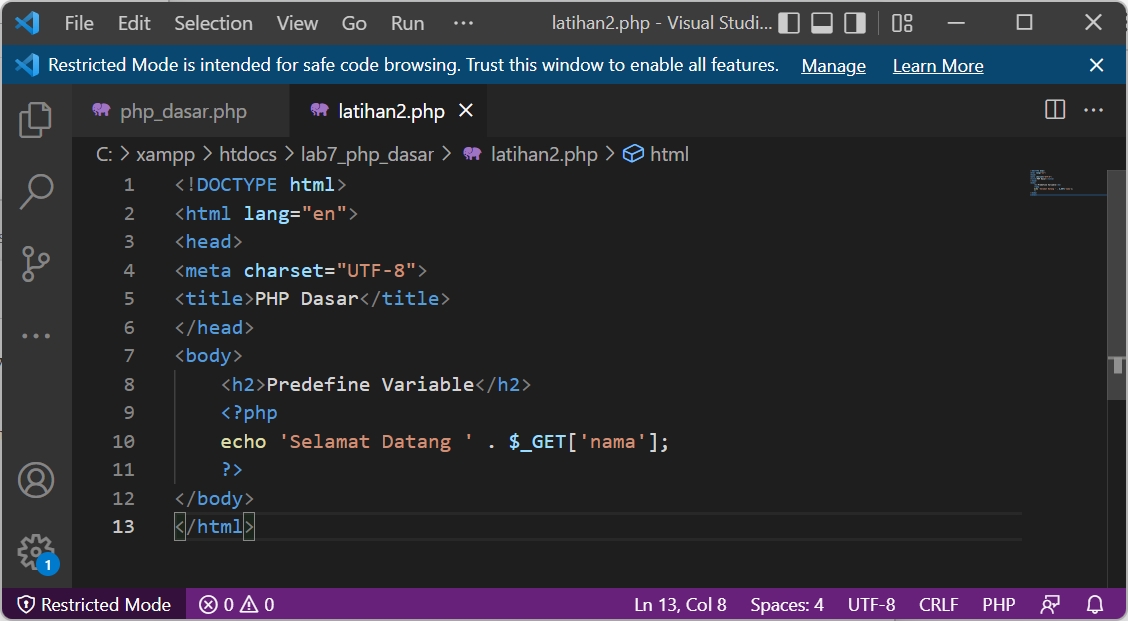 File Edit Selection View Go Run ··· latihan2.php - Visual Studi...
Restricted Mode is intended for safe code browsing. Trust this window to enable all features. Manage Learn More
php_dasar.php latihan2.php
C: > xampp > htdocs > lab7_php_dasar > latihan2.php > html
1 <!DOCTYPE html>
2 <html lang="en">
3 <head>
4 <meta charset="UTF-8">
5 <title>PHP Dasar</title>
6 </head>
7 <body>
8 <h2>Predefine Variable</h2>
9 <?php
10 echo 'Selamat Datang ' . $_GET['nama'];
11 ?>
12 </body>
13 </html>
1
Restricted Mode 0 0 Ln 13, Col 8 Spaces: 4 UTF-8 CRLF PHP